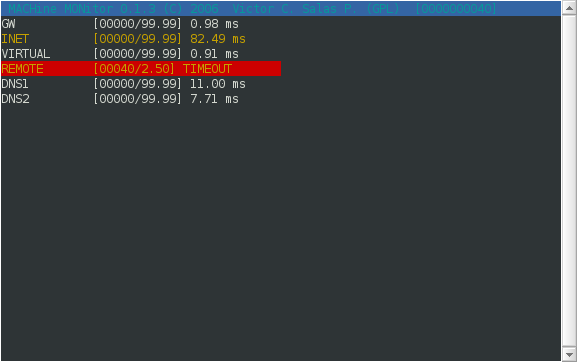 MACHine MONitor 0.1.3 (C) 2006 Victor C. Salas P. (GPL) [0000000040]
GW [00000/99.99] 0.98 ms
INET [00000/99.99] 82.49 ms
VIRTUAL [00000/99.99] 0.91 ms
REMOTE [00040/2.50] TIMEOUT
DNS1 [00000/99.99] 11.00 ms
DNS2 [00000/99.99] 7.71 ms